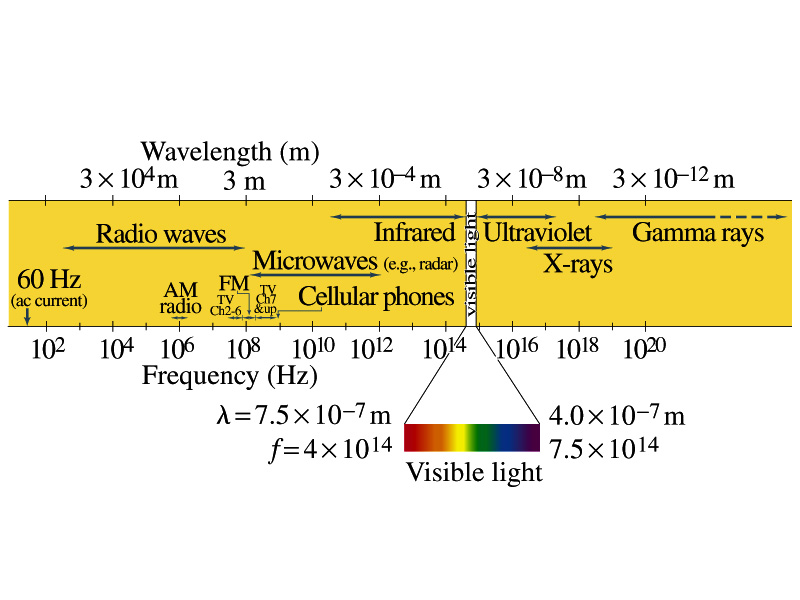 Wavelength (m)
3 × 10⁴ m 3 m 3 × 10⁻⁴ m 3 × 10⁻⁸ m 3 × 10⁻¹² m
Radio waves Infrared visible light Ultraviolet Gamma rays
Microwaves (e.g., radar) X-rays
60 Hz
(ac current)
AM
radio
FM
TV
Ch2-6
TV
Ch7
&up
Cellular phones
10² 10⁴ 10⁶ 10⁸ 10¹⁰ 10¹² 10¹⁴ 10¹⁶ 10¹⁸ 10²⁰
Frequency (Hz)
λ = 7.5 × 10⁻⁷ m 4.0 × 10⁻⁷ m
f = 4 × 10¹⁴ 7.5 × 10¹⁴
Visible light